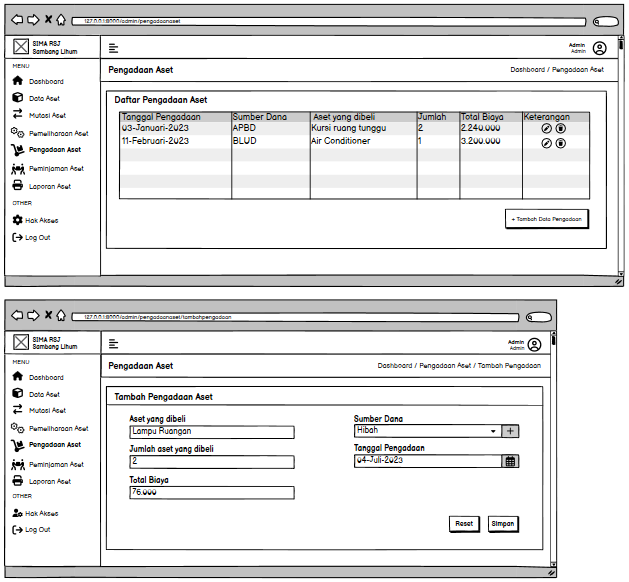 127.0.0.1:8000/admin/pengadaanaset
SIMA RSJ
Sambang Lihum
Admin
Admin
MENU
Dashboard
Data Aset
Mutasi Aset
Pemeliharaan Aset
Pengadaan Aset
Peminjaman Aset
Laporan Aset
OTHER
Hak Akses
Log Out
Pengadaan Aset
Dashboard / Pengadaan Aset
Daftar Pengadaan Aset
Tanggal Pengadaan Sumber Dana Aset yang dibeli Jumlah Total Biaya Keterangan
03-Januari-2023 APBD Kursi ruang tunggu 2 2.240.000
11-Februari-2023 BLUD Air Conditioner 1 3.200.000
+ Tambah Data Pengadaan
127.0.0.1:8000/admin/pengadaanaset/tambahpengadaan
SIMA RSJ
Sambang Lihum
Admin
Admin
MENU
Dashboard
Data Aset
Mutasi Aset
Pemeliharaan Aset
Pengadaan Aset
Peminjaman Aset
Laporan Aset
OTHER
Hak Akses
Log Out
Pengadaan Aset
Dashboard / Pengadaan Aset / Tambah Pengadaan
Tambah Pengadaan Aset
Aset yang dibeli
Lampu Ruangan
Jumlah aset yang dibeli
2
Total Biaya
76.000
Sumber Dana
Hibah
+
Tanggal Pengadaan
04-Juli-2023
Reset
Simpan